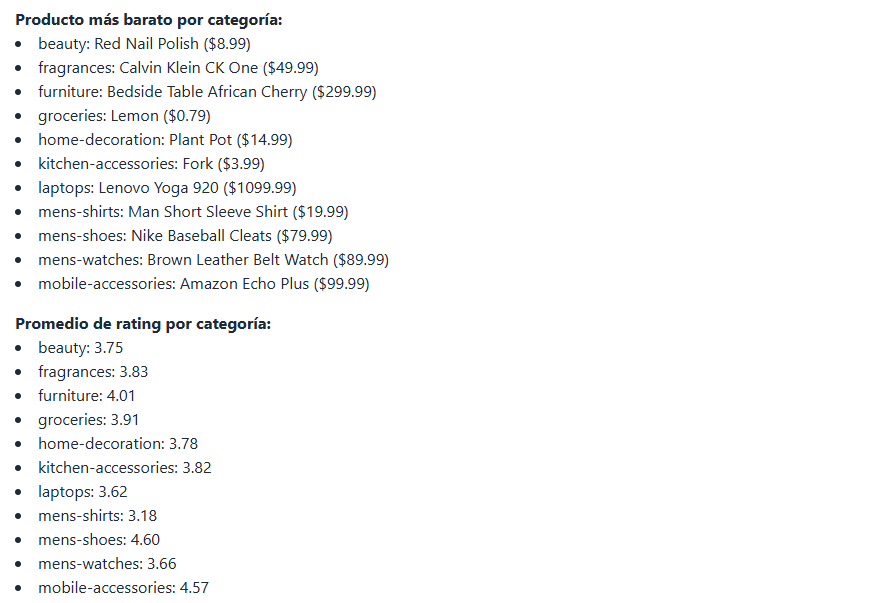 Producto más barato por categoría:
• beauty: Red Nail Polish ($8.99)
• fragrances: Calvin Klein CK One ($49.99)
• furniture: Bedside Table African Cherry ($299.99)
• groceries: Lemon ($0.79)
• home-decoration: Plant Pot ($14.99)
• kitchen-accessories: Fork ($3.99)
• laptops: Lenovo Yoga 920 ($1099.99)
• mens-shirts: Man Short Sleeve Shirt ($19.99)
• mens-shoes: Nike Baseball Cleats ($79.99)
• mens-watches: Brown Leather Belt Watch ($89.99)
• mobile-accessories: Amazon Echo Plus ($99.99)
Promedio de rating por categoría:
• beauty: 3.75
• fragrances: 3.83
• furniture: 4.01
• groceries: 3.91
• home-decoration: 3.78
• kitchen-accessories: 3.82
• laptops: 3.62
• mens-shirts: 3.18
• mens-shoes: 4.60
• mens-watches: 3.66
• mobile-accessories: 4.57